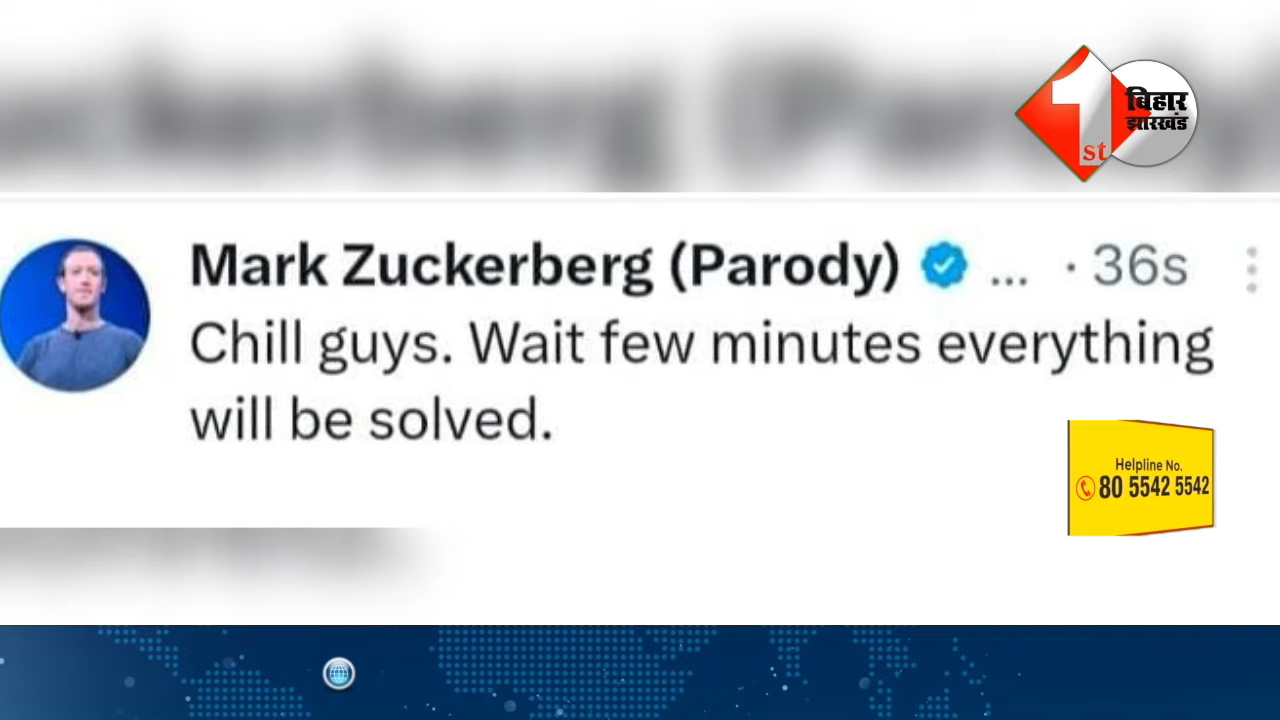 1st
बिहार
झारखंड
Mark Zuckerberg (Parody) ... · 36s
Chill guys. Wait few minutes everything
will be solved.
Helpline No.
80 5542 5542